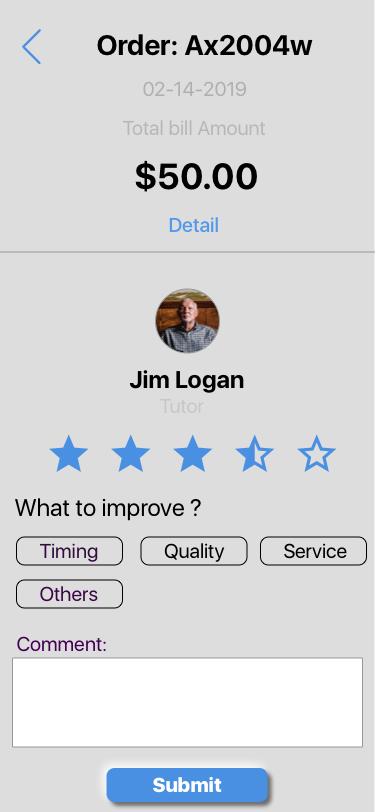 Order: Ax2004w
02-14-2019
Total bill Amount
$50.00
Detail
Jim Logan
Tutor
What to improve ?
Timing Quality Service
Others
Comment:
Submit